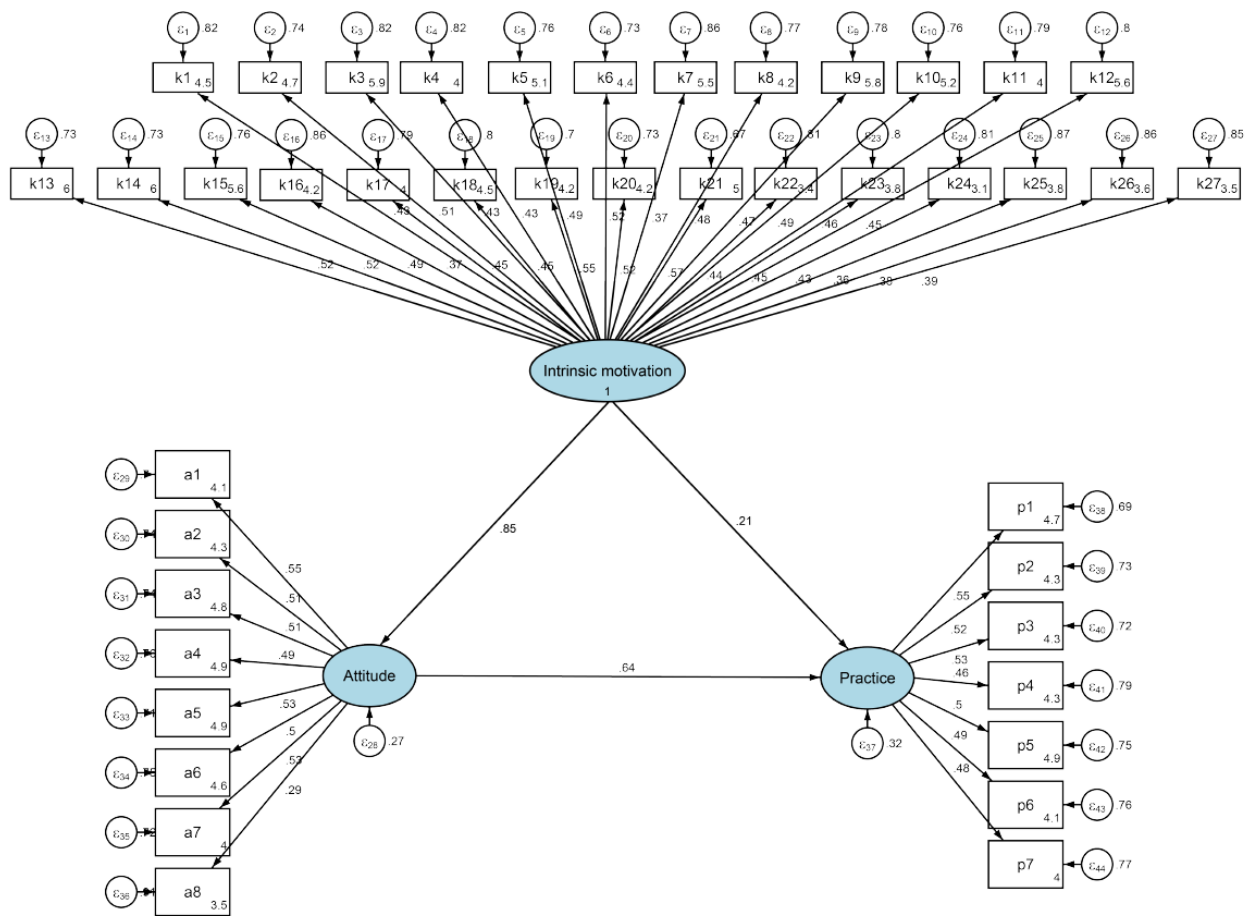 ε1 .82 ε2 .74 ε3 .82 ε4 .82 ε5 .76 ε6 .73 ε7 .86 ε8 .77 ε9 .78 ε10 .76 ε11 .79 ε12 .8
k1 4.5 k2 4.7 k3 5.9 k4 4 k5 5.1 k6 4.4 k7 5.5 k8 4.2 k9 5.8 k10 5.2 k11 4 k12 5.6
ε13 .73 ε14 .73 ε15 .76 ε16 .86 ε17 .79 ε18 .8 ε19 .7 ε20 .73 ε21 .67 ε22 .81 ε23 .8 ε24 .81 ε25 .87 ε26 .86 ε27 .85
k13 6 k14 6 k15 5.6 k16 4.2 k17 4 k18 4.5 k19 4.2 k20 4.2 k21 5 k22 3.4 k23 3.8 k24 3.1 k25 3.8 k26 3.6 k27 3.5
.43 .51 .43 .43 .49 .52 .37 .48 .47 .49 .46 .45
.52 .52 .49 .37 .45 .45 .55 .52 .57 .44 .45 .43 .36 .38 .39
Intrinsic motivation
1
.85
.21
ε29 a1 4.1
ε30 a2 4.3
ε31 a3 4.8
ε32 a4 4.9
ε33 a5 4.9
ε34 a6 4.6
ε35 a7 4
ε36 a8 3.5
.55
.51
.51
.49
.53
.5
.53
.29
Attitude
ε28 .27
.64
Practice
ε37 .32
.55
.52
.53
.46
.5
.49
.48
p1 4.7 ε38 .69
p2 4.3 ε39 .73
p3 4.3 ε40 .72
p4 4.3 ε41 .79
p5 4.9 ε42 .75
p6 4.1 ε43 .76
p7 4 ε44 .77